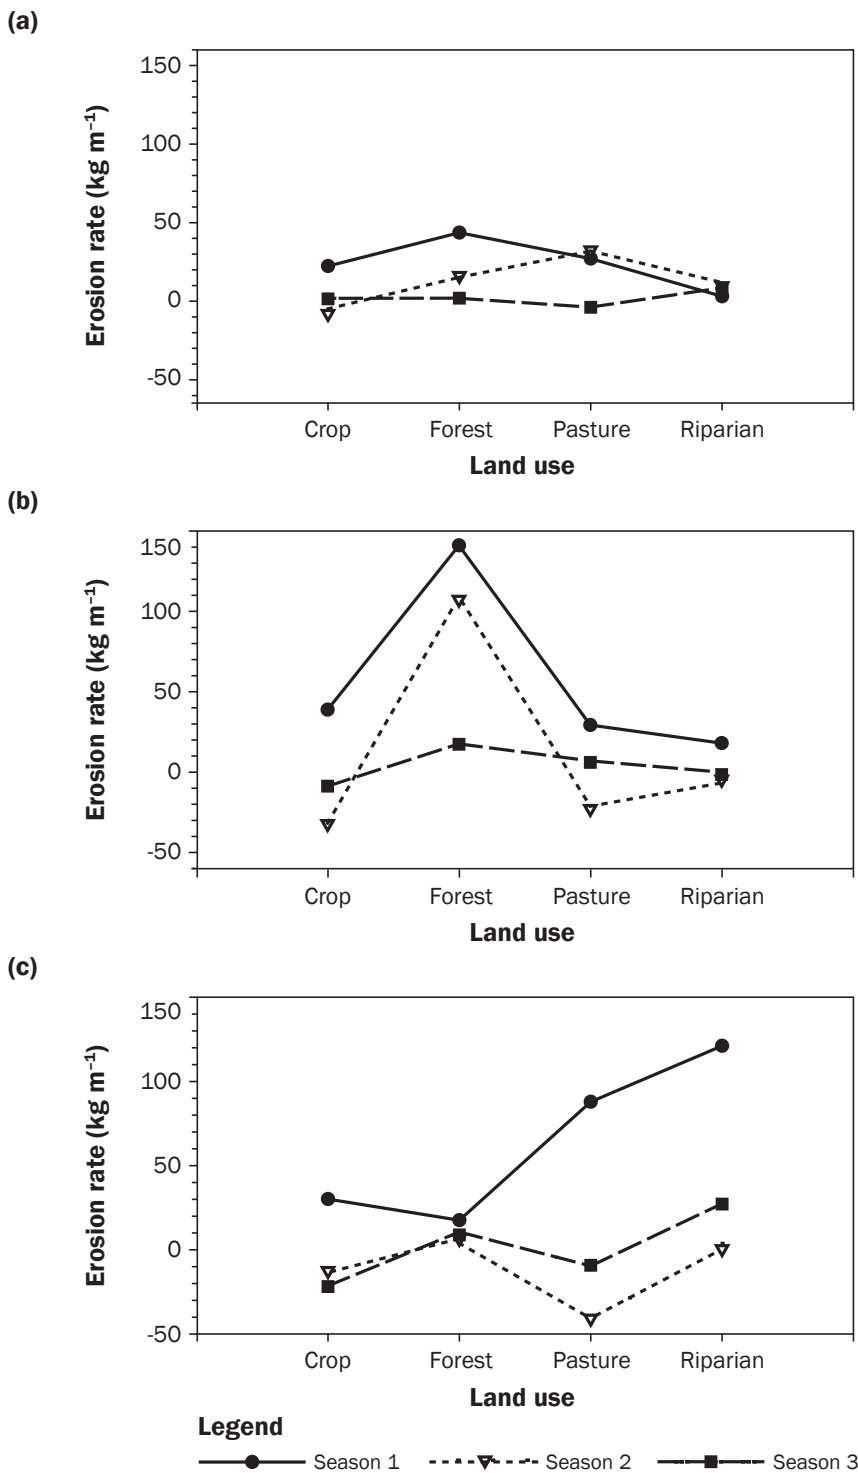 (a)
150
100
50
0
-50
Erosion rate (kg m⁻¹)
Crop Forest Pasture Riparian
Land use
(b)
150
100
50
0
-50
Erosion rate (kg m⁻¹)
Crop Forest Pasture Riparian
Land use
(c)
150
100
50
0
-50
Erosion rate (kg m⁻¹)
Crop Forest Pasture Riparian
Land use
Legend
Season 1 Season 2 Season 3